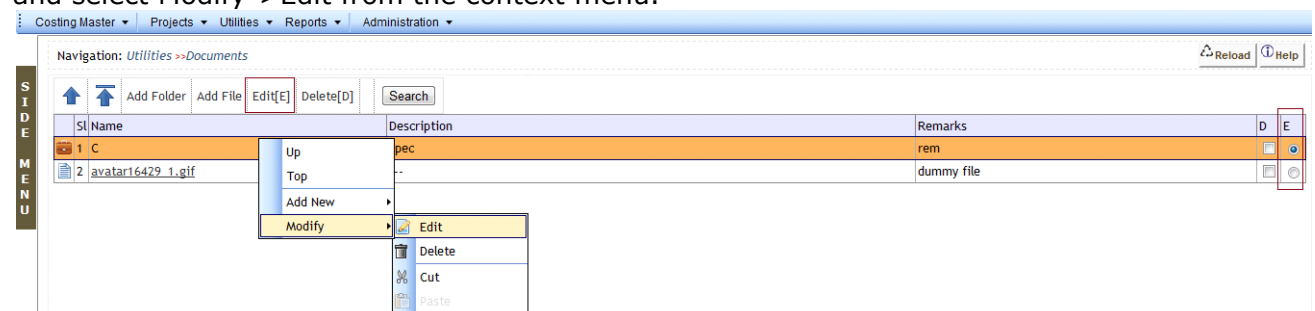 and select Modify->Edit from the context menu.
Costing Master Projects Utilities Reports Administration
Navigation: Utilities >>Documents Reload Help
SIDE MENU
Add Folder Add File Edit[E] Delete[D] Search
Sl Name Description Remarks D E
1 C pec rem
2 avatar16429_1.gif -- dummy file
Up
Top
Add New
Modify
Edit
Delete
Cut
Paste